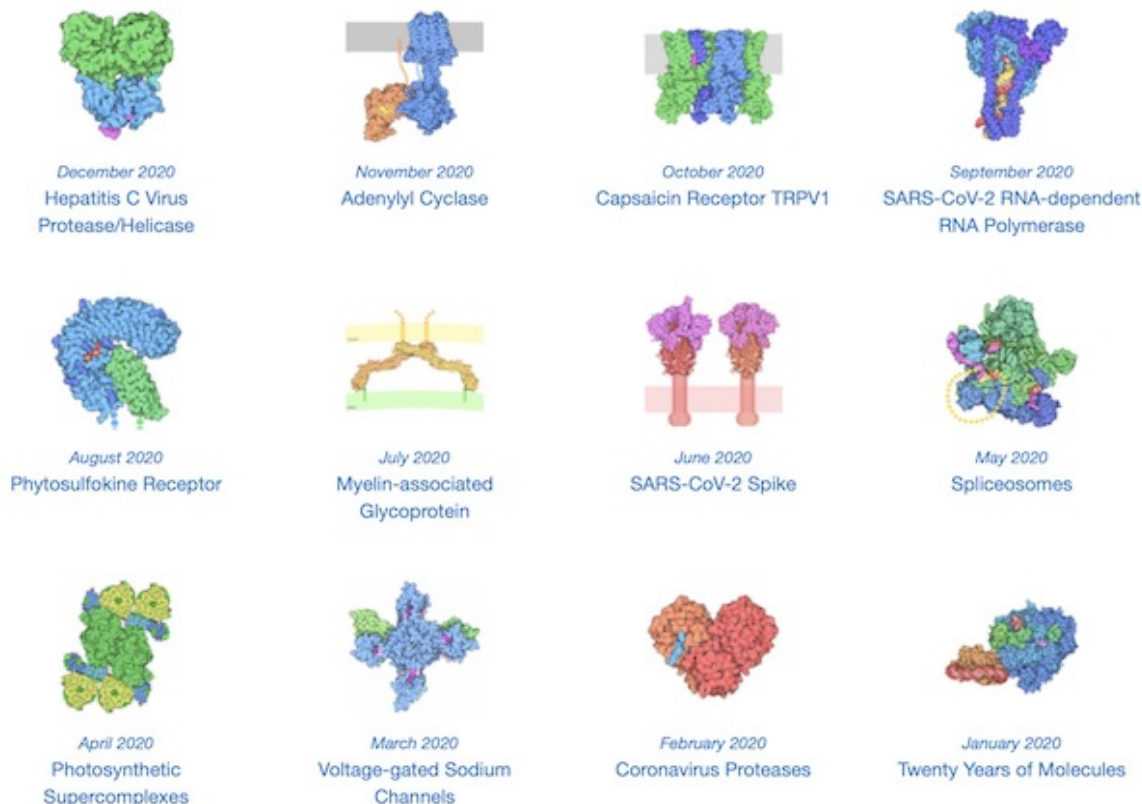 December 2020
Hepatitis C Virus
Protease/Helicase
November 2020
Adenylyl Cyclase
October 2020
Capsaicin Receptor TRPV1
September 2020
SARS-CoV-2 RNA-dependent
RNA Polymerase
August 2020
Phytosulfokine Receptor
July 2020
Myelin-associated
Glycoprotein
June 2020
SARS-CoV-2 Spike
May 2020
Spliceosomes
April 2020
Photosynthetic
Supercomplexes
March 2020
Voltage-gated Sodium
Channels
February 2020
Coronavirus Proteases
January 2020
Twenty Years of Molecules